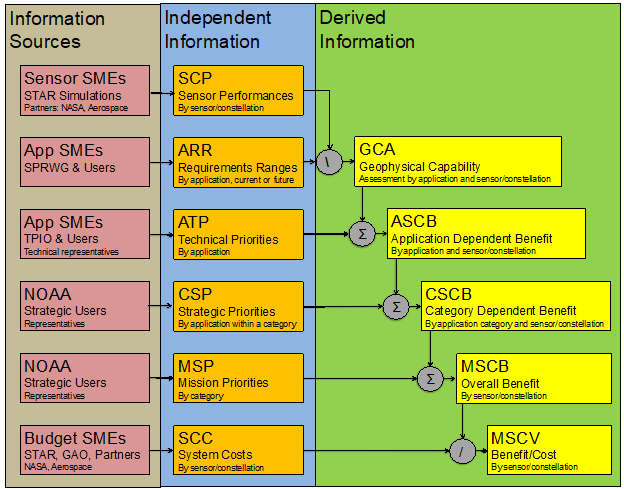 Information
Sources
Independent
Information
Derived
Information
Sensor SMEs
STAR Simulations
Partners: NASA, Aerospace
SCP
Sensor Performances
By sensor/constellation
App SMEs
SPRWG & Users
ARR
Requirements Ranges
By application, current or future
\
GCA
Geophysical Capability
Assessment by application and sensor/constellation
App SMEs
TPIO & Users
Technical representatives
ATP
Technical Priorities
By application
Σ
ASCB
Application Dependent Benefit
By application and sensor/constellation
NOAA
Strategic Users
Representatives
CSP
Strategic Priorities
By application within a category
Σ
CSCB
Category Dependent Benefit
By application category and sensor/constellation
NOAA
Strategic Users
Representatives
MSP
Mission Priorities
By category
Σ
MSCB
Overall Benefit
By sensor/constellation
Budget SMEs
STAR, GAO, Partners
NASA, Aerospace
SCC
System Costs
By sensor/constellation
/
MSCV
Benefit/Cost
By sensor/constellation